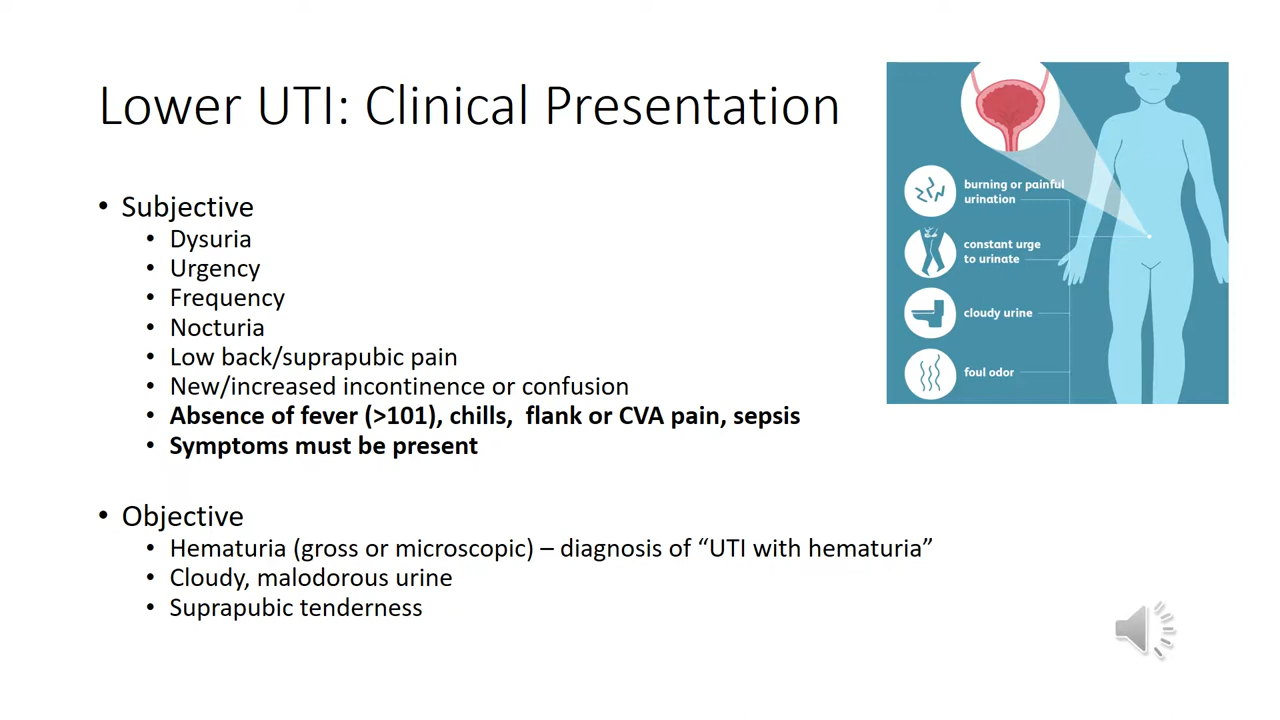 Lower UTI: Clinical Presentation
• Subjective
• Dysuria
• Urgency
• Frequency
• Nocturia
• Low back/suprapubic pain
• New/increased incontinence or confusion
• Absence of fever (>101), chills,  flank or CVA pain, sepsis
• Symptoms must be present
• Objective
• Hematuria (gross or microscopic) – diagnosis of “UTI with hematuria”
• Cloudy, malodorous urine
• Suprapubic tenderness
burning or painful
urination
constant urge
to urinate
cloudy urine
foul odor